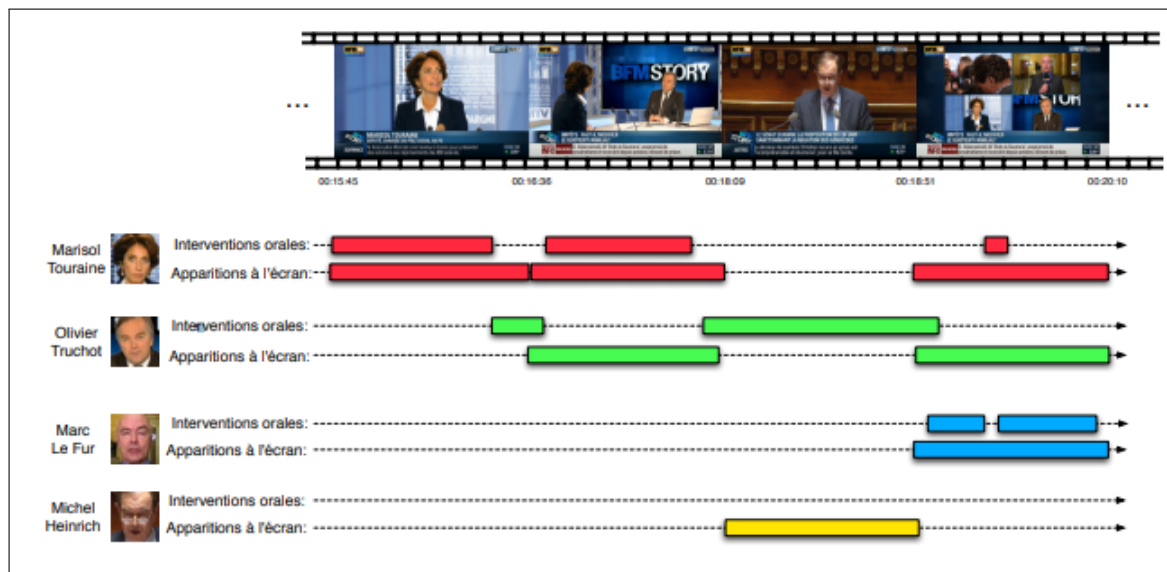 BFM STORY
MARISOL TOURAINE
...
...
00:15:45
00:16:36
00:18:09
00:18:51
00:20:10
Marisol
Touraine
Interventions orales:
Apparitions à l'écran:
Olivier
Truchot
Interventions orales:
Apparitions à l'écran:
Marc
Le Fur
Interventions orales:
Apparitions à l'écran:
Michel
Heinrich
Interventions orales:
Apparitions à l'écran: